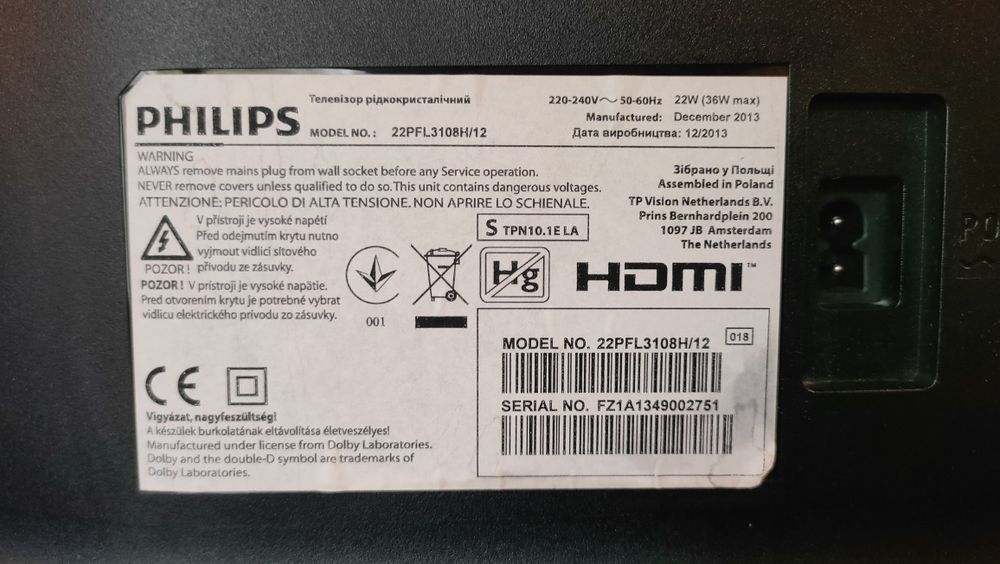 Телевізор рідкокристалічний
PHILIPS
MODEL NO.: 22PFL3108H/12
220-240V～ 50-60Hz 22W (36W max)
Manufactured: December 2013
Дата виробництва: 12/2013
WARNING
ALWAYS remove mains plug from wall socket before any Service operation.
NEVER remove covers unless qualified to do so. This unit contains dangerous voltages.
ATTENZIONE: PERICOLO DI ALTA TENSIONE. NON APRIRE LO SCHIENALE.
Зібрано у Польщі
Assembled in Poland
TP Vision Netherlands B.V.
Prins Bernhardplein 200
1097 JB Amsterdam
The Netherlands
V přístroji je vysoké napětí
Před odejmutím krytu nutno
vyjmout vidlici síťového
POZOR! přívodu ze zásuvky.
POZOR! V prístroji je vysoké napätie.
Pred otvorením krytu je potrebné vybrat
vidlicu elektrického prívodu zo zásuvky.
001
S TPN10.1E LA
Hg
HDMI™
CE
Vigyázat, nagyfeszültség!
A készülek burkolatának eltávolítása életveszélyes!
Manufactured under license from Dolby Laboratories.
Dolby and the double-D symbol are trademarks of
Dolby Laboratories.
MODEL NO. 22PFL3108H/12
018
SERIAL NO. FZ1A1349002751
PO